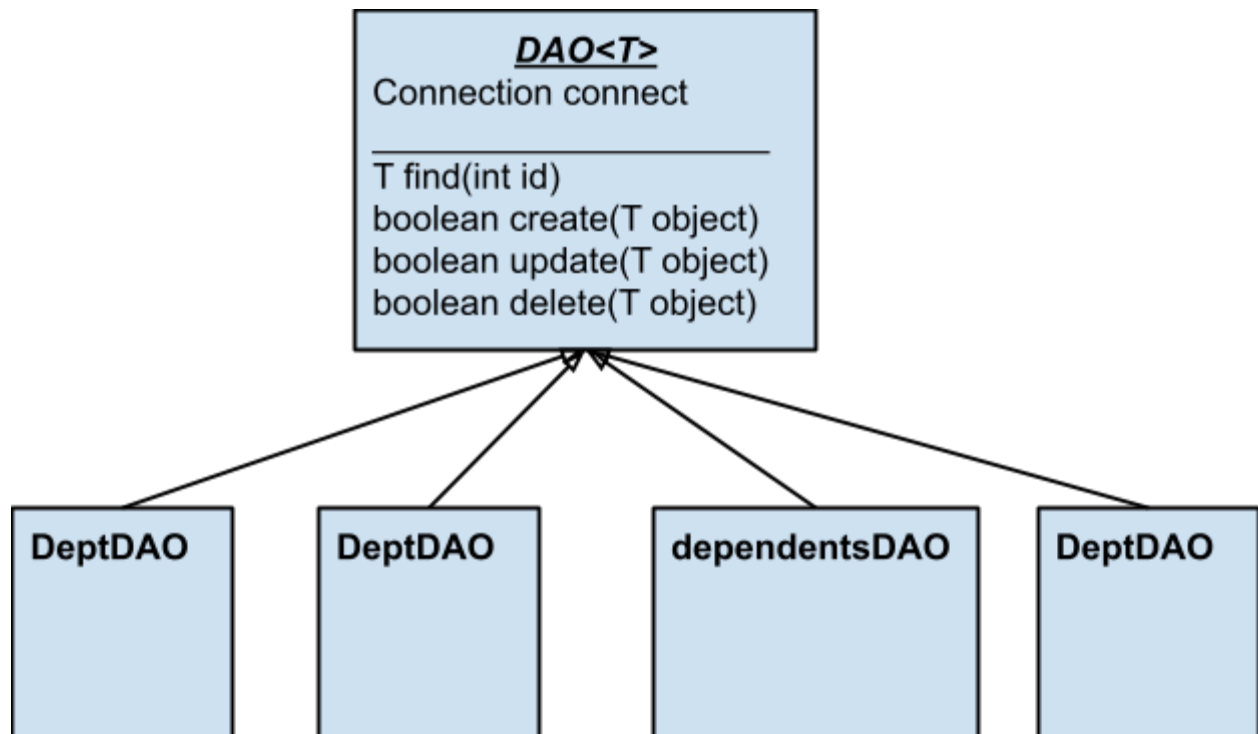 DAO<T>
Connection connect
T find(int id)
boolean create(T object)
boolean update(T object)
boolean delete(T object)
DeptDAO
DeptDAO
dependentsDAO
DeptDAO